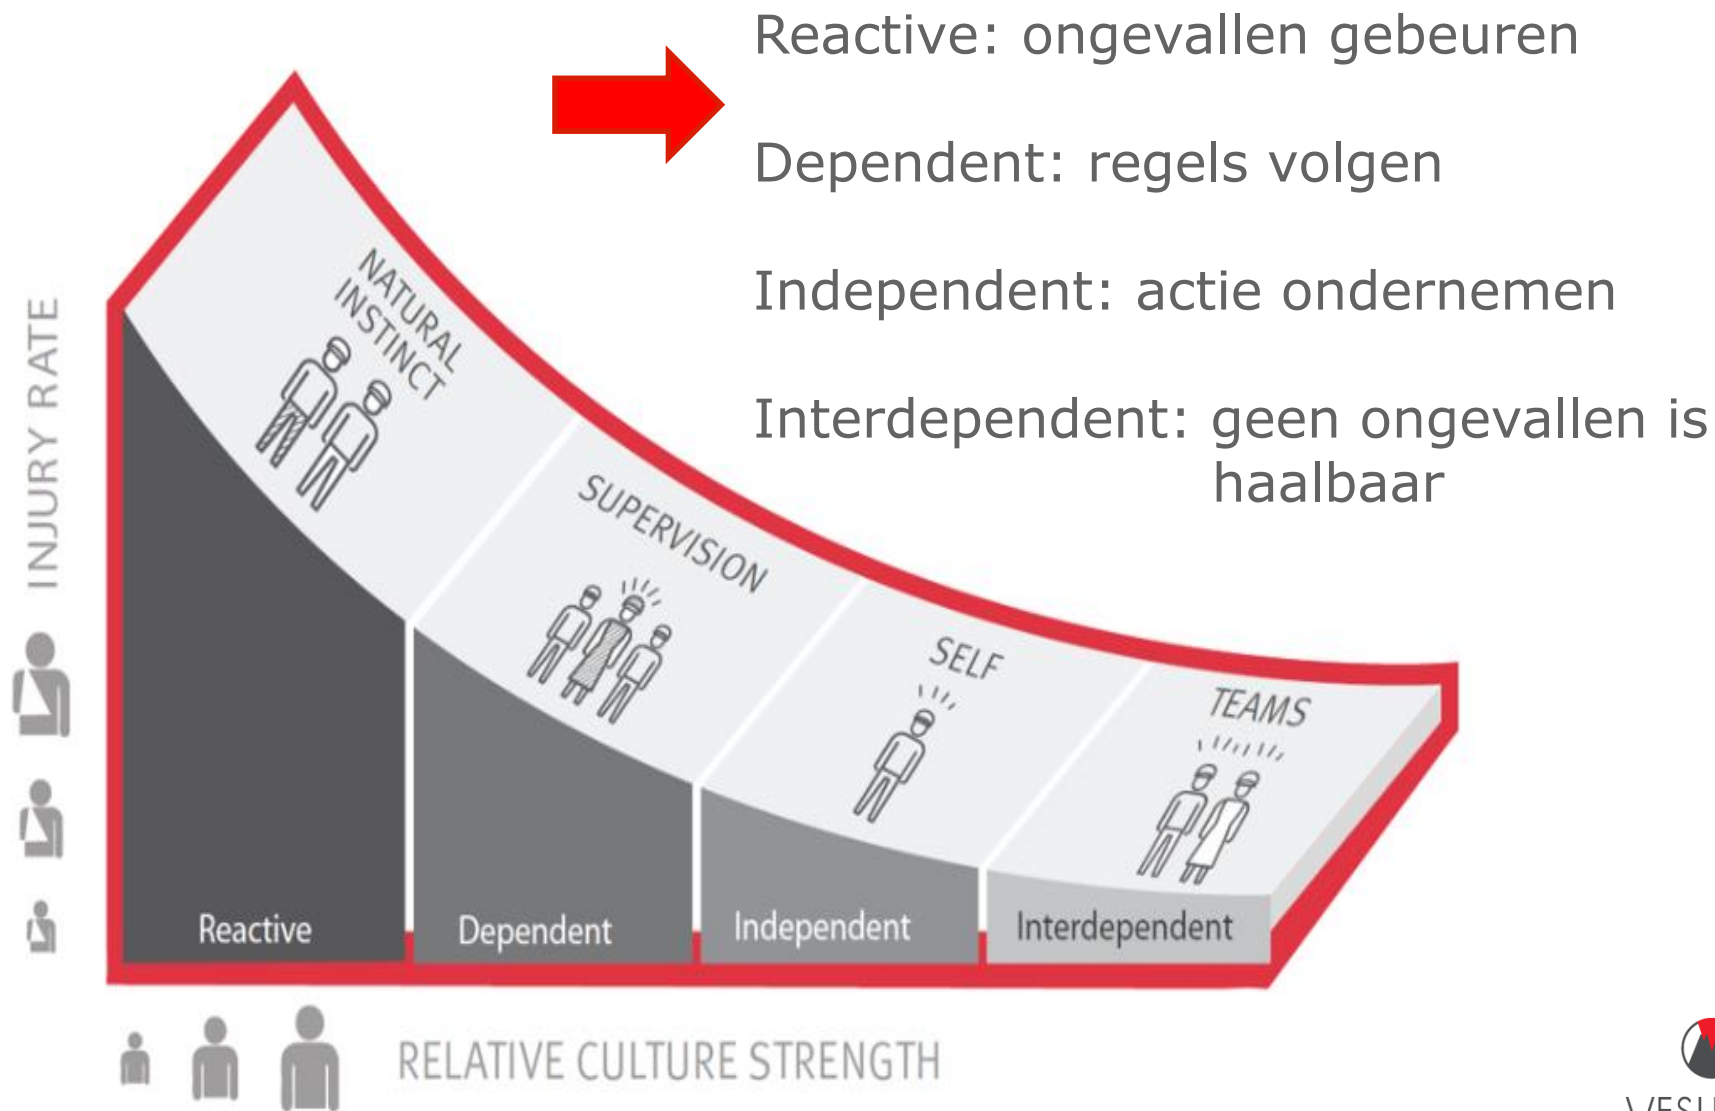 Reactive: ongevallen gebeuren
Dependent: regels volgen
Independent: actie ondernemen
Interdependent: geen ongevallen is
haalbaar
INJURY RATE
NATURAL
INSTINCT
SUPERVISION
SELF
TEAMS
Reactive
Dependent
Independent
Interdependent
RELATIVE CULTURE STRENGTH